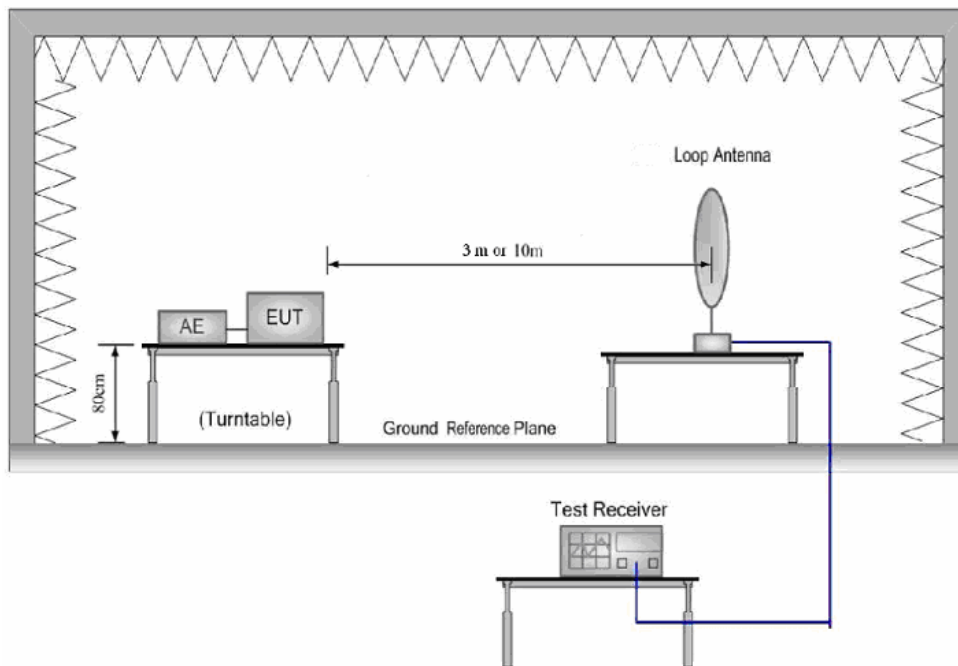 Loop Antenna
3 m or 10m
AE
EUT
80cm
(Turntable)
Ground Reference Plane
Test Receiver